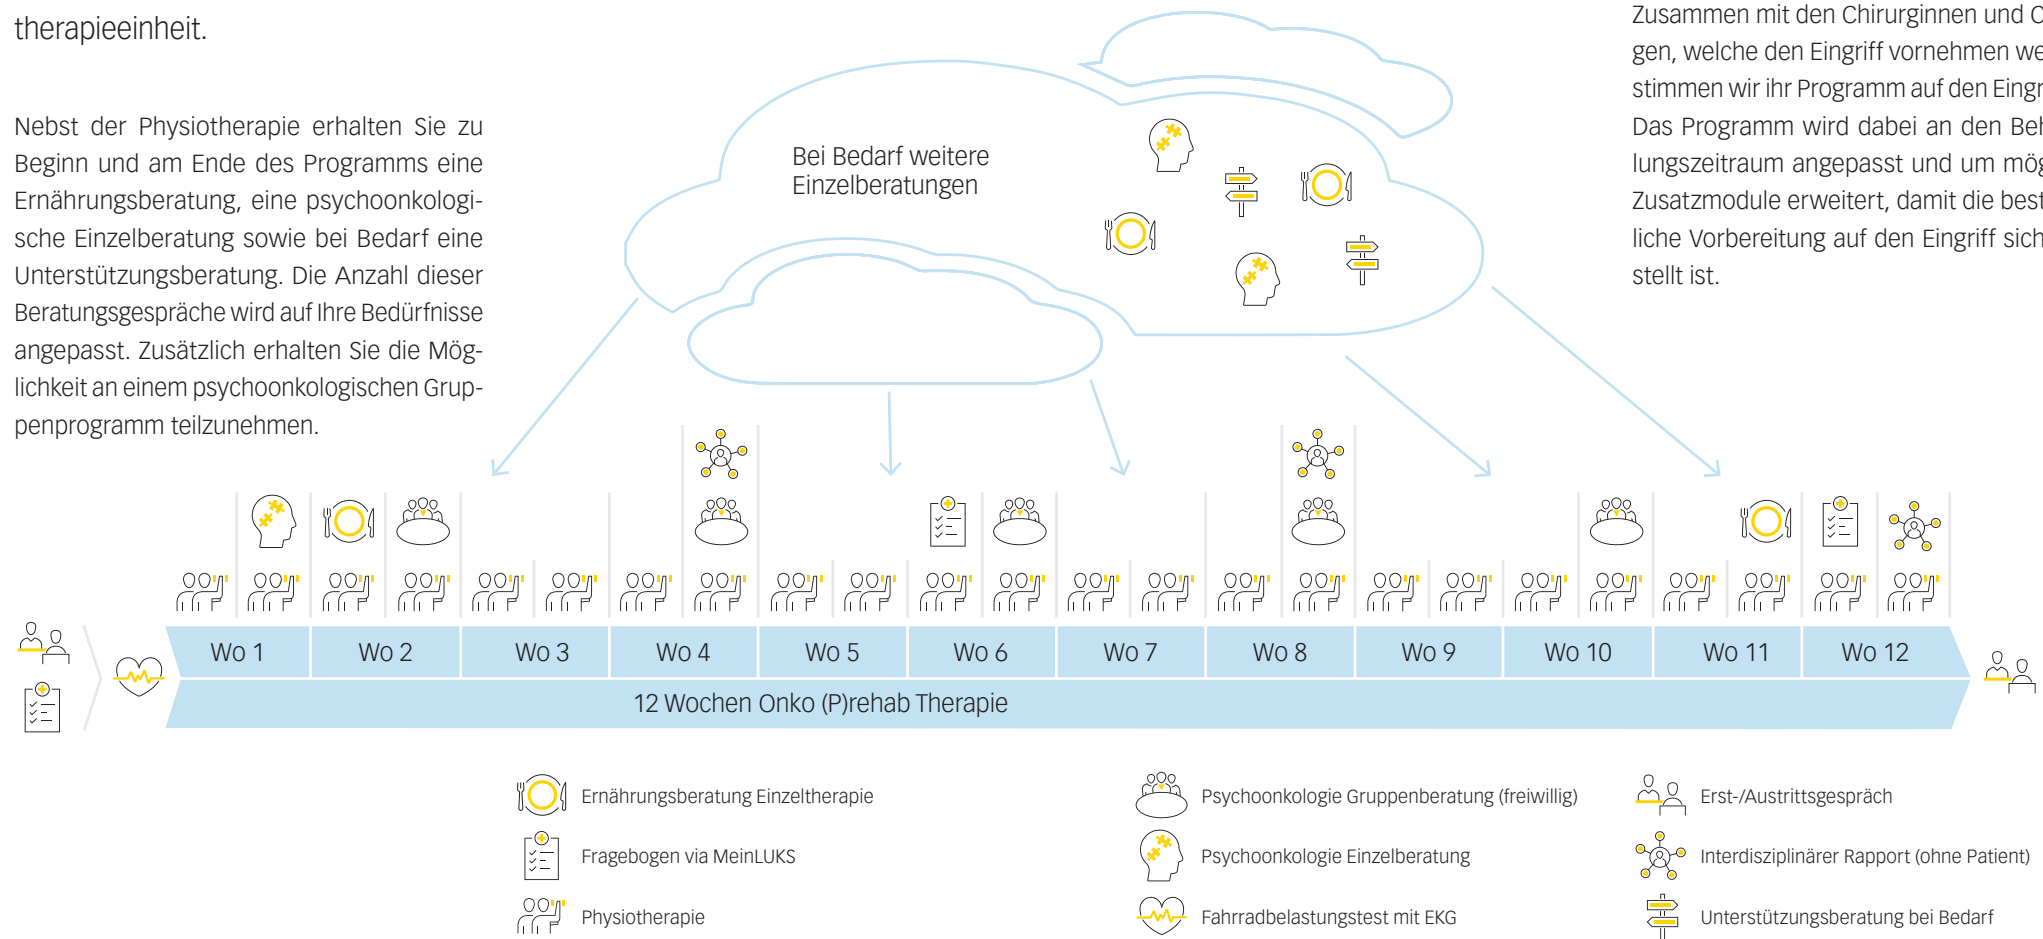 therapieeinheit.
Nebst der Physiotherapie erhalten Sie zu
Beginn und am Ende des Programms eine
Ernährungsberatung, eine psychoonkologi-
sche Einzelberatung sowie bei Bedarf eine
Unterstützungsberatung. Die Anzahl dieser
Beratungsgespräche wird auf Ihre Bedürfnisse
angepasst. Zusätzlich erhalten Sie die Mög-
lichkeit an einem psychoonkologischen Grup-
penprogramm teilzunehmen.
Bei Bedarf weitere
Einzelberatungen
Zusammen mit den Chirurginnen und C
gen, welche den Eingriff vornehmen we
stimmen wir ihr Programm auf den Eingr
Das Programm wird dabei an den Beh
lungszeitraum angepasst und um mög
Zusatzmodule erweitert, damit die best
liche Vorbereitung auf den Eingriff sich
stellt ist.
Wo 1 Wo 2 Wo 3 Wo 4 Wo 5 Wo 6 Wo 7 Wo 8 Wo 9 Wo 10 Wo 11 Wo 12
12 Wochen Onko (P)rehab Therapie
Ernährungsberatung Einzeltherapie
Fragebogen via MeinLUKS
Physiotherapie
Psychoonkologie Gruppenberatung (freiwillig)
Psychoonkologie Einzelberatung
Fahrradbelastungstest mit EKG
Erst-/Austrittsgespräch
Interdisziplinärer Rapport (ohne Patient)
Unterstützungsberatung bei Bedarf